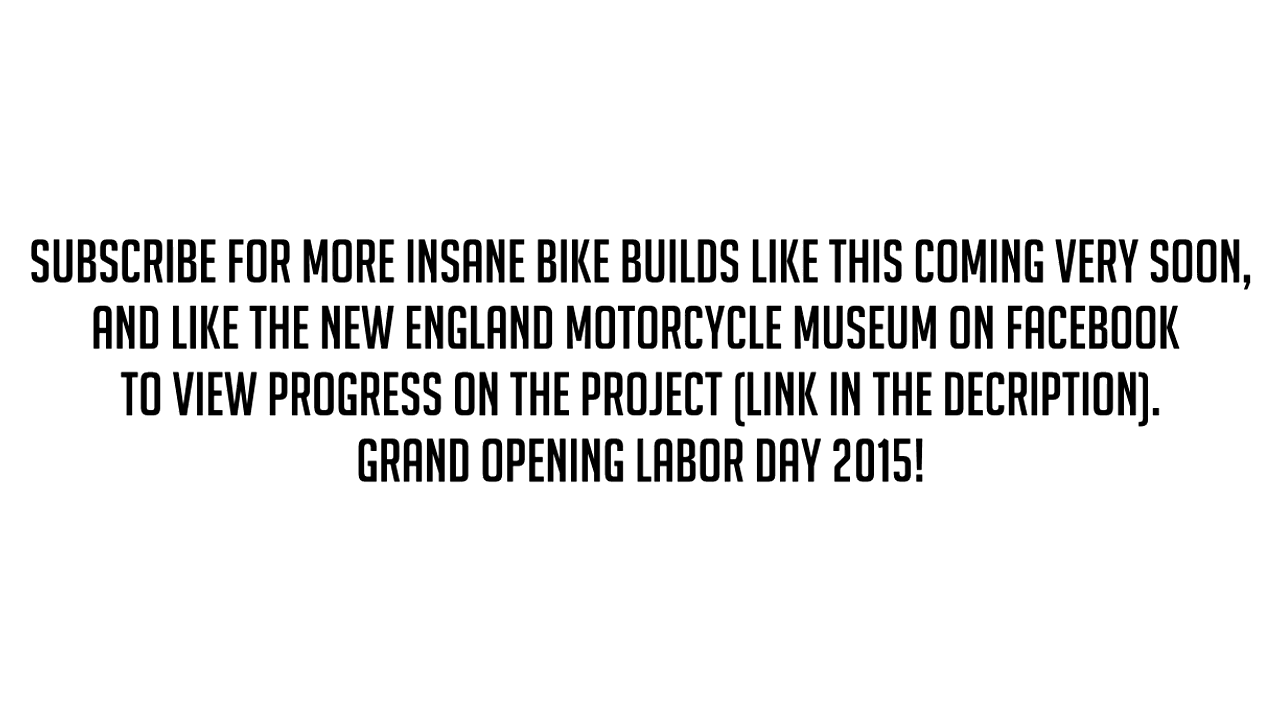 SUBSCRIBE FOR MORE INSANE BIKE BUILDS LIKE THIS COMING VERY SOON,
AND LIKE THE NEW ENGLAND MOTORCYCLE MUSEUM ON FACEBOOK
TO VIEW PROGRESS ON THE PROJECT (LINK IN THE DECRIPTION).
GRAND OPENING LABOR DAY 2015!